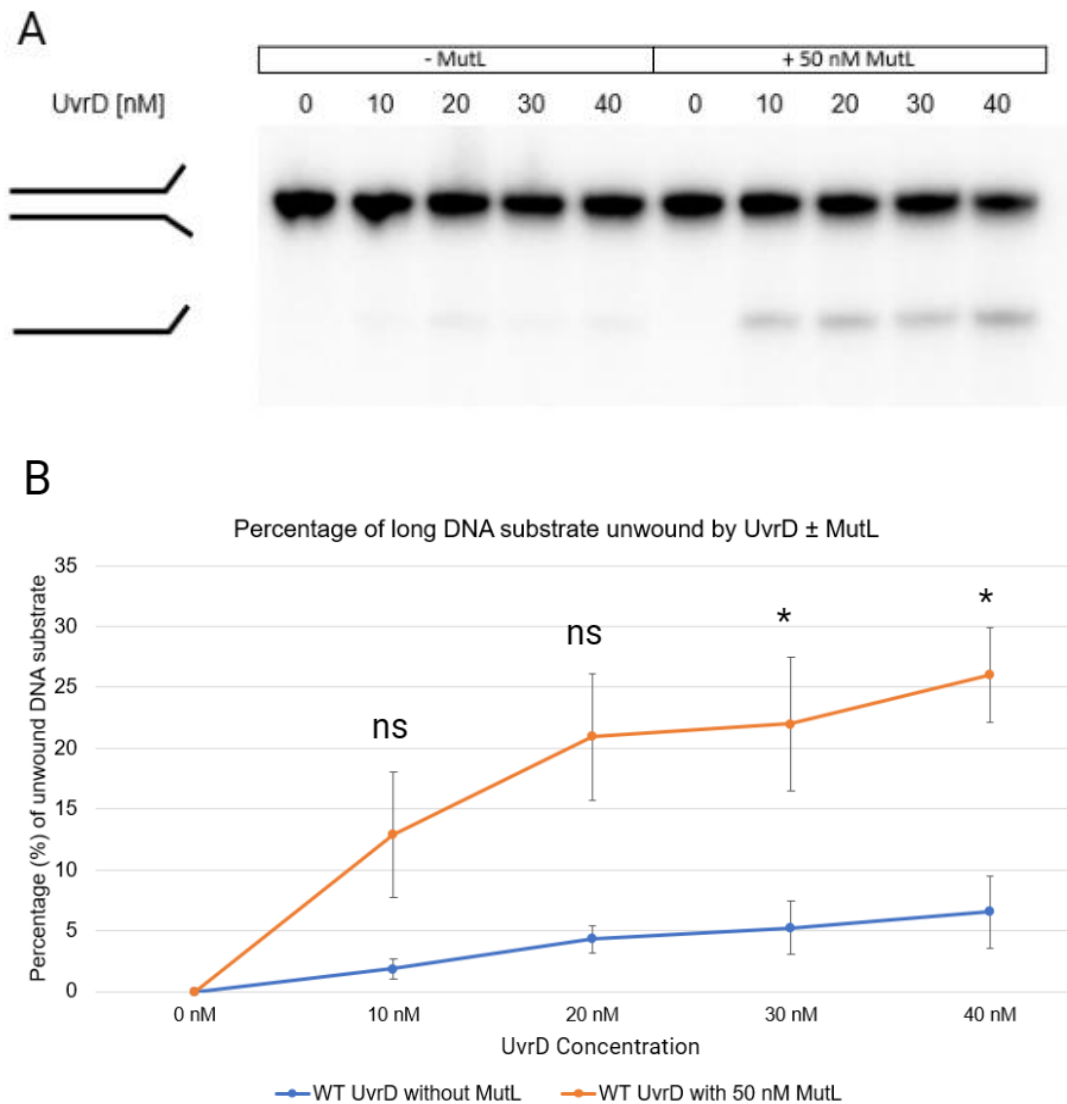 A
- MutL + 50 nM MutL
UvrD [nM] 0 10 20 30 40 0 10 20 30 40
B
Percentage of long DNA substrate unwound by UvrD ± MutL
Percentage (%) of unwound DNA substrate
35
30
25
20
15
10
5
0
ns
ns
*
*
0 nM 10 nM 20 nM 30 nM 40 nM
UvrD Concentration
WT UvrD without MutL WT UvrD with 50 nM MutL